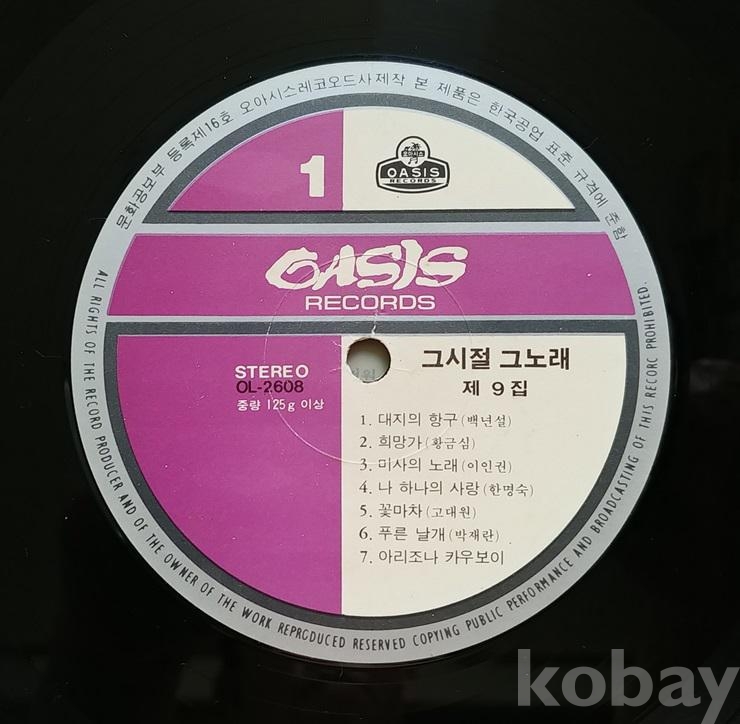 문화공보부 등록제16호 오아시스레코오드사제작 본 제품은 한국공업 표준 규격에 준함
1
오아시스
OASIS
RECORDS
OASIS
RECORDS
STEREO
OL-2608
중량 125g 이상
그시절 그노래
제 9 집
1. 대지의 항구 (백년설)
2. 희망가 (황금심)
3. 미사의 노래 (이인권)
4. 나 하나의 사랑 (한명숙)
5. 꽃마차 (고대원)
6. 푸른 날개 (박재란)
7. 아리조나 카우보이
ALL RIGHTS OF THE RECORD PRODUCER AND OF THE OWNER OF THE WORK REPRCDUCED RESERVED COPYING PUBLIC PERFORMANCE AND BROADCASTING OF THIS RECORC PROHIBITED.
kobay